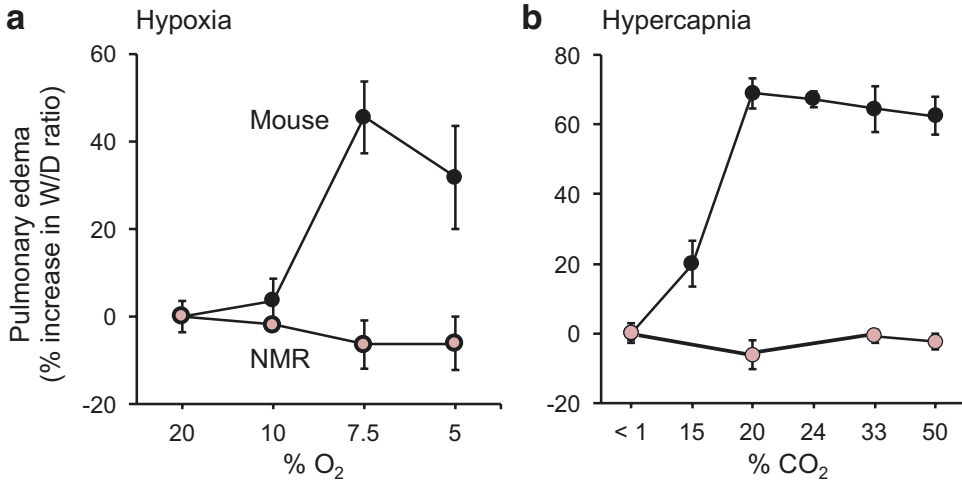 a Hypoxia
Pulmonary edema
(% increase in W/D ratio)
60
40
20
0
-20
Mouse
NMR
20 10 7.5 5
% O₂
b Hypercapnia
80
60
40
20
0
-20
< 1 15 20 24 33 50
% CO₂